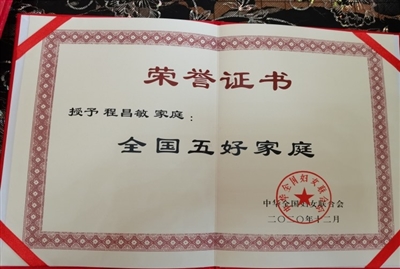 荣誉证书
授予 程昌敏 家庭：
全国五好家庭
中华全国妇女联合会
二〇二〇年十二月